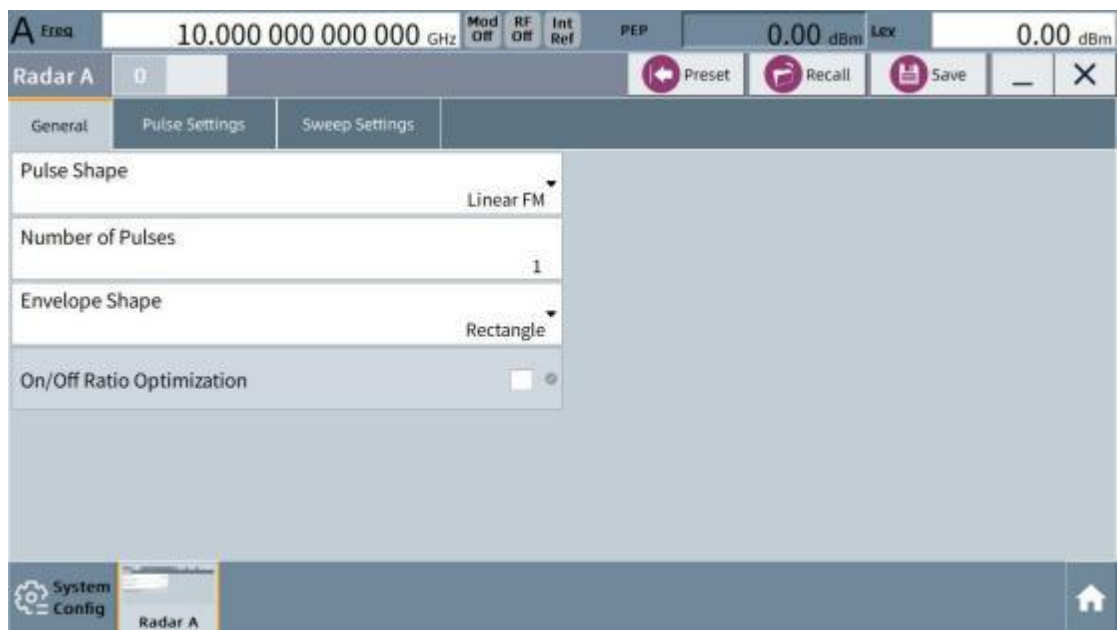 A Freq 10.000 000 000 000 GHz Mod Off RF Off Int Ref PEP 0.00 dBm Lev 0.00 dBm
Radar A 0 Preset Recall Save
General Pulse Settings Sweep Settings
Pulse Shape
Linear FM
Number of Pulses
1
Envelope Shape
Rectangle
On/Off Ratio Optimization
System
Config
Radar A